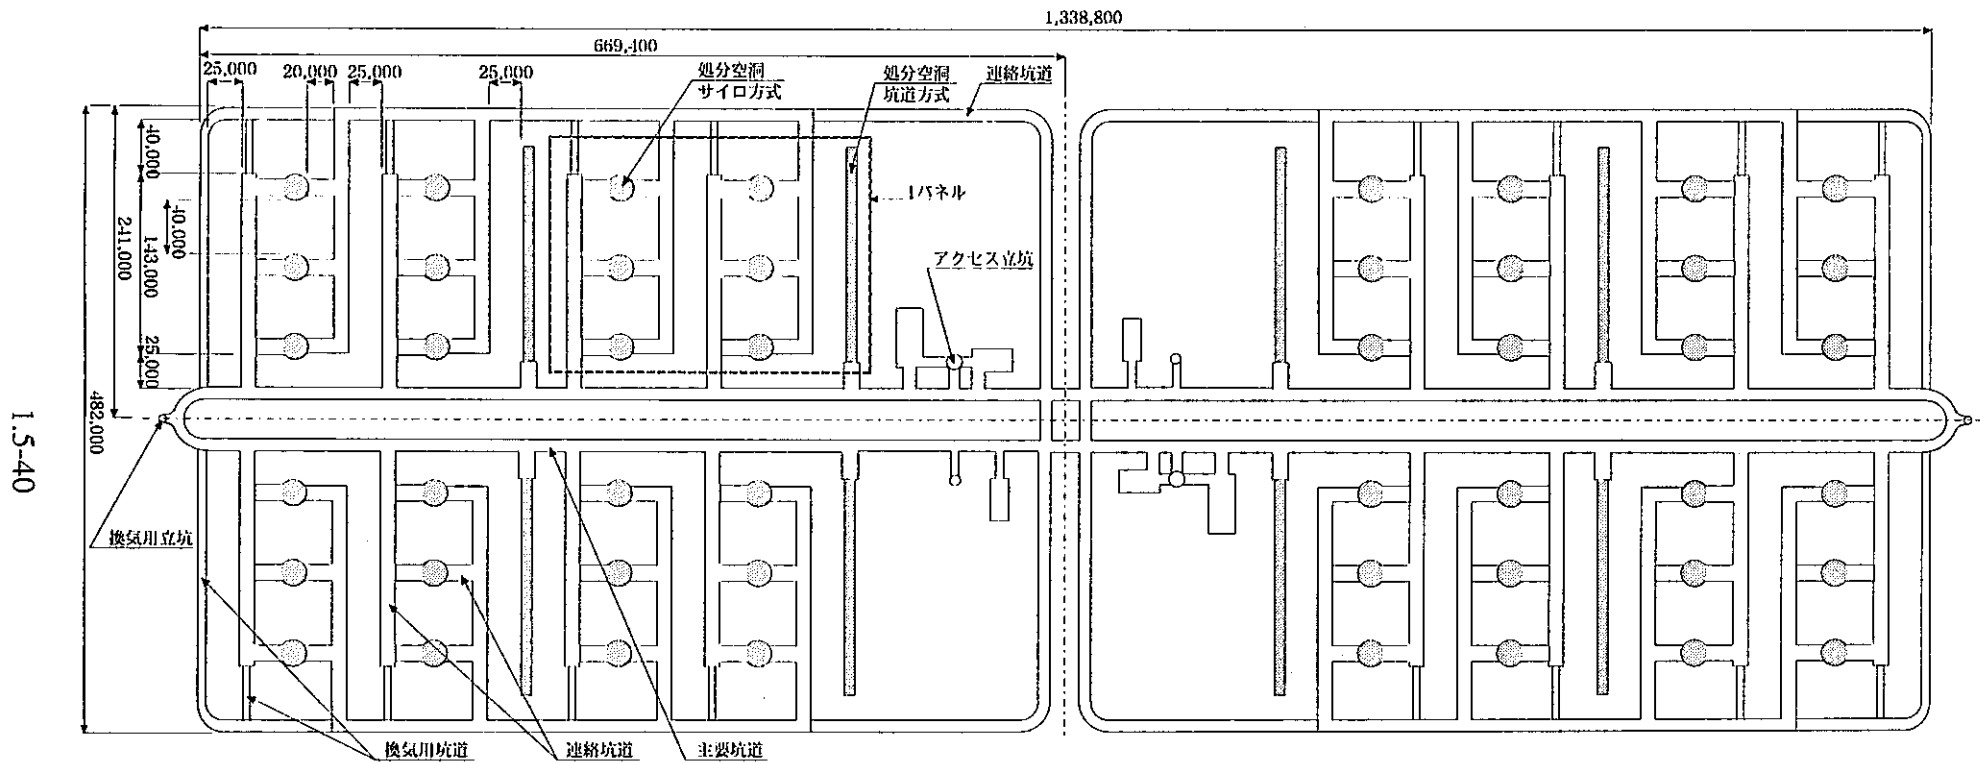 1,338,800
669,400
25,000
20,000
25,000
25,000
処分空洞
サイロ方式
処分空洞
坑道方式
連絡坑道
40,000
40,000
143,000
241,000
25,000
482,000
1パネル
アクセス立坑
換気用立坑
換気用坑道
連絡坑道
主要坑道
1.5-40